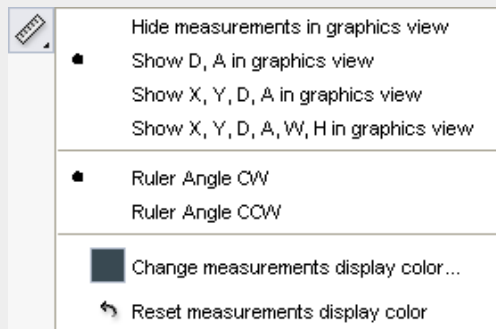 Hide measurements in graphics view
Show D, A in graphics view
Show X, Y, D, A in graphics view
Show X, Y, D, A, W, H in graphics view
Ruler Angle CW
Ruler Angle CCW
Change measurements display color...
Reset measurements display color